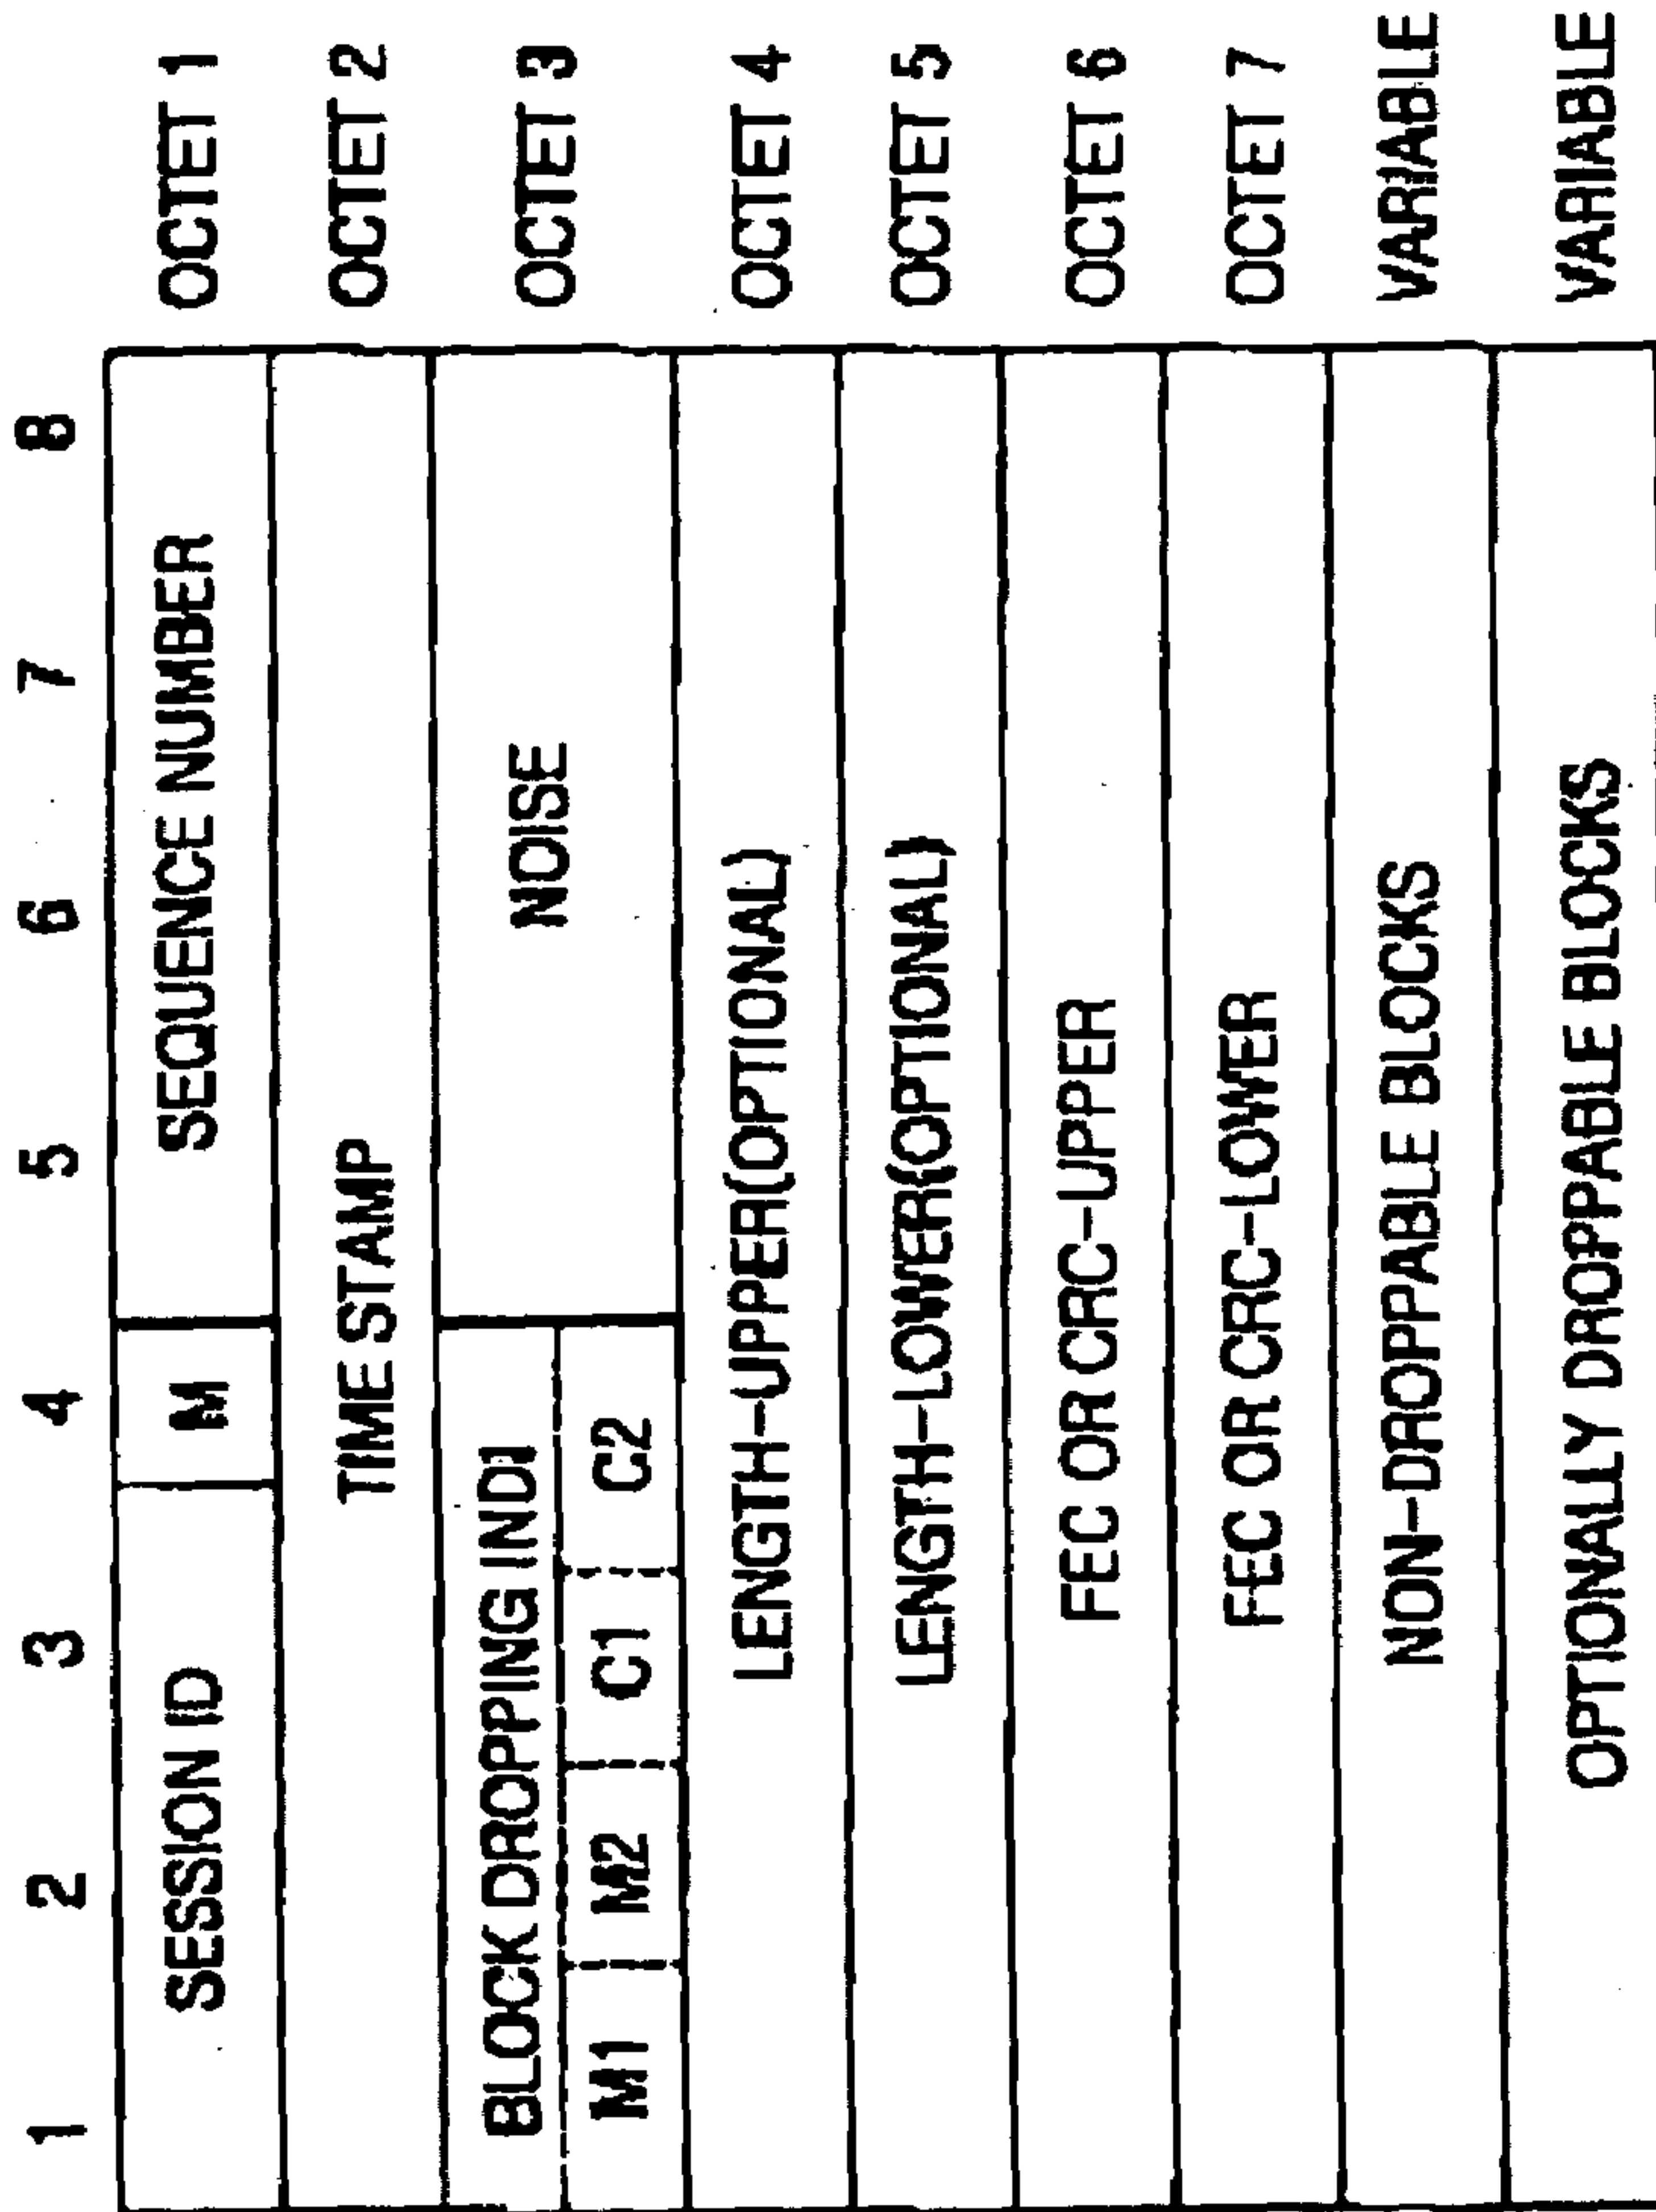 1 2 3 4 5 6 7 8
SESSION ID M SEQUENCE NUMBER OCTET 1
TIME STAMP OCTET 2
BLOCK DROPPING INDI NOISE OCTET 3
M1 M2 C1 C2
LENGTH-UPPER(OPTIONAL) OCTET 4
LENGTH-LOWER(OPTIONAL) OCTET 5
FEC OR CRC-UPPER OCTET 6
FEC OR CRC-LOWER OCTET 7
NON-DROPPABLE BLOCKS VARIABLE
OPTIONALLY DROPPABLE BLOCKS VARIABLE